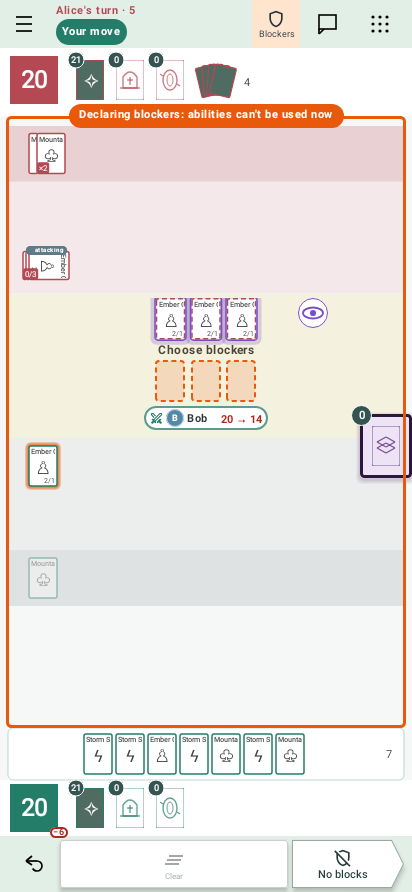 Alice's turn · 5
Your move
Blockers
20
21
0
0
4
Declaring blockers: abilities can't be used now
M
Mounta
x2
attacking
0/3
Ember (
Ember (
Ember (
Ember (
2/1
2/1
2/1
Choose blockers
B
Bob
20 → 14
0
Ember (
2/1
Mounta
Storm S
Storm S
Ember (
Storm S
Mounta
Storm S
Mounta
2/1
7
20
21
0
0
-6
Clear
No blocks